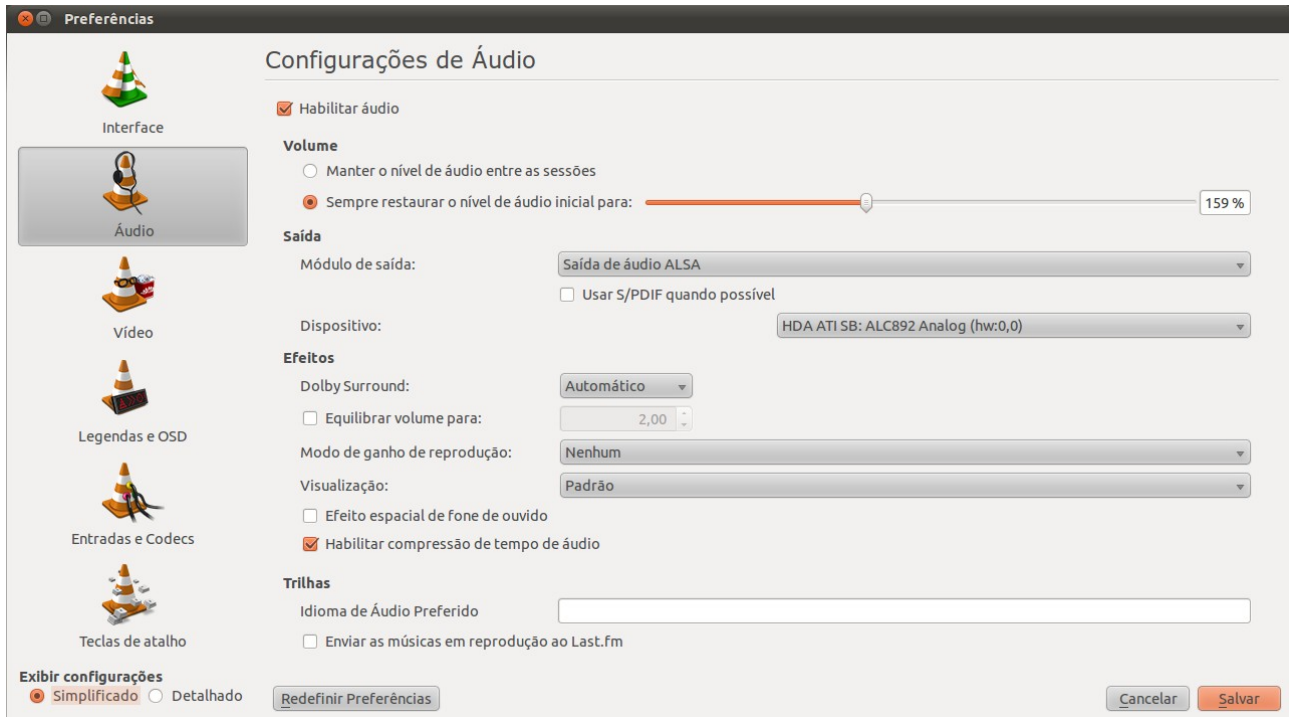 Preferências
Interface
Áudio
Vídeo
Legendas e OSD
Entradas e Codecs
Teclas de atalho
Exibir configurações
Simplificado Detalhado
Configurações de Áudio
Habilitar áudio
Volume
Manter o nível de áudio entre as sessões
Sempre restaurar o nível de áudio inicial para: 159 %
Saída
Módulo de saída: Saída de áudio ALSA
Usar S/PDIF quando possível
Dispositivo: HDA ATI SB: ALC892 Analog (hw:0,0)
Efeitos
Dolby Surround: Automático
Equilibrar volume para: 2,00
Modo de ganho de reprodução: Nenhum
Visualização: Padrão
Efeito espacial de fone de ouvido
Habilitar compressão de tempo de áudio
Trilhas
Idioma de Áudio Preferido
Enviar as músicas em reprodução ao Last.fm
Redefinir Preferências Cancelar Salvar